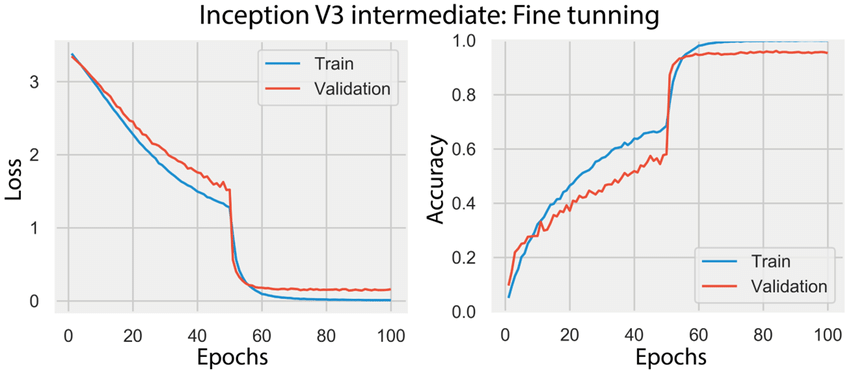 Inception V3 intermediate: Fine tunning
Train
Validation
Loss
3
2
1
0
0 20 40 60 80 100
Epochs
Accuracy
1.0
0.8
0.6
0.4
0.2
0.0
Train
Validation
0 20 40 60 80 100
Epochs